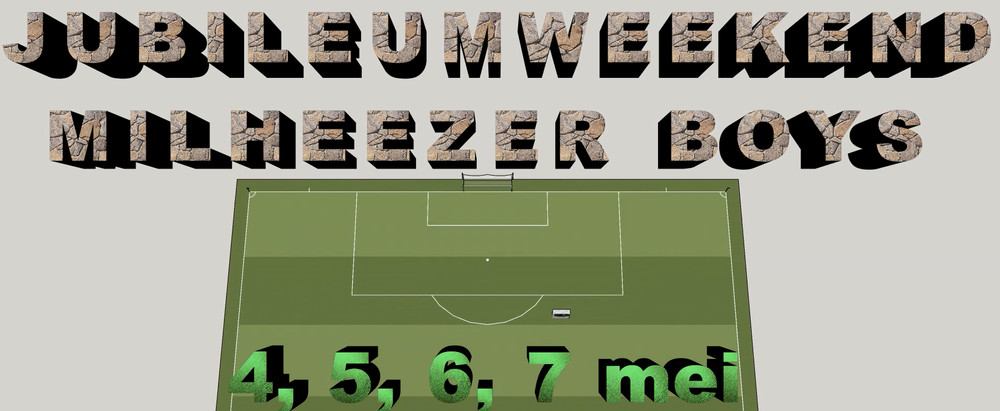 JUBILEUMWEEKEND
MILHEEZER BOYS
4, 5, 6, 7 mei